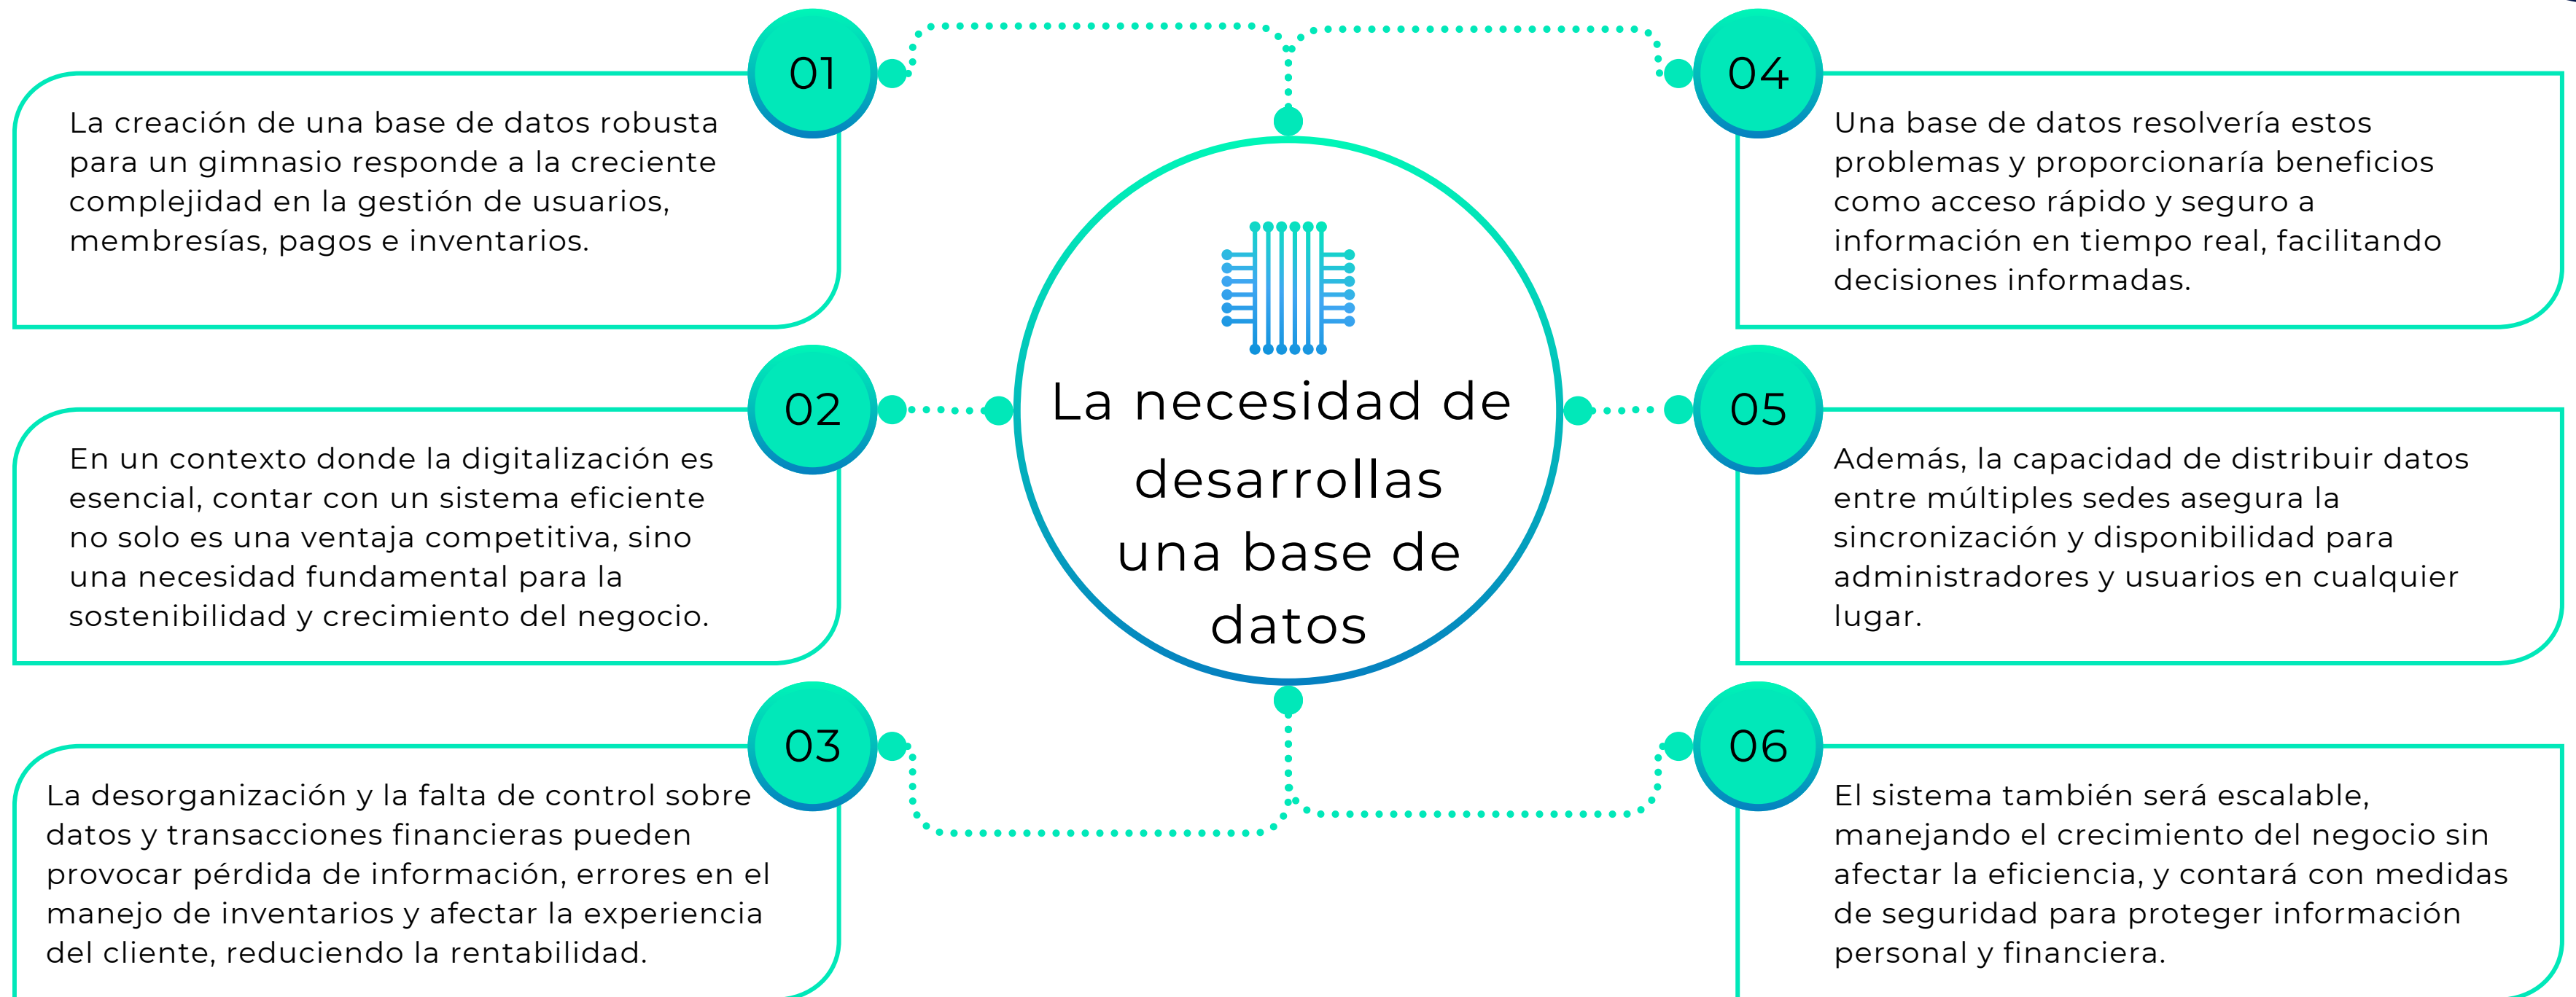 01
La creación de una base de datos robusta
para un gimnasio responde a la creciente
complejidad en la gestión de usuarios,
membresías, pagos e inventarios.
02
En un contexto donde la digitalización es
esencial, contar con un sistema eficiente
no solo es una ventaja competitiva, sino
una necesidad fundamental para la
sostenibilidad y crecimiento del negocio.
03
La desorganización y la falta de control sobre
datos y transacciones financieras pueden
provocar pérdida de información, errores en el
manejo de inventarios y afectar la experiencia
del cliente, reduciendo la rentabilidad.
La necesidad de
desarrollas
una base de
datos
04
Una base de datos resolvería estos
problemas y proporcionaría beneficios
como acceso rápido y seguro a
información en tiempo real, facilitando
decisiones informadas.
05
Además, la capacidad de distribuir datos
entre múltiples sedes asegura la
sincronización y disponibilidad para
administradores y usuarios en cualquier
lugar.
06
El sistema también será escalable,
manejando el crecimiento del negocio sin
afectar la eficiencia, y contará con medidas
de seguridad para proteger información
personal y financiera.